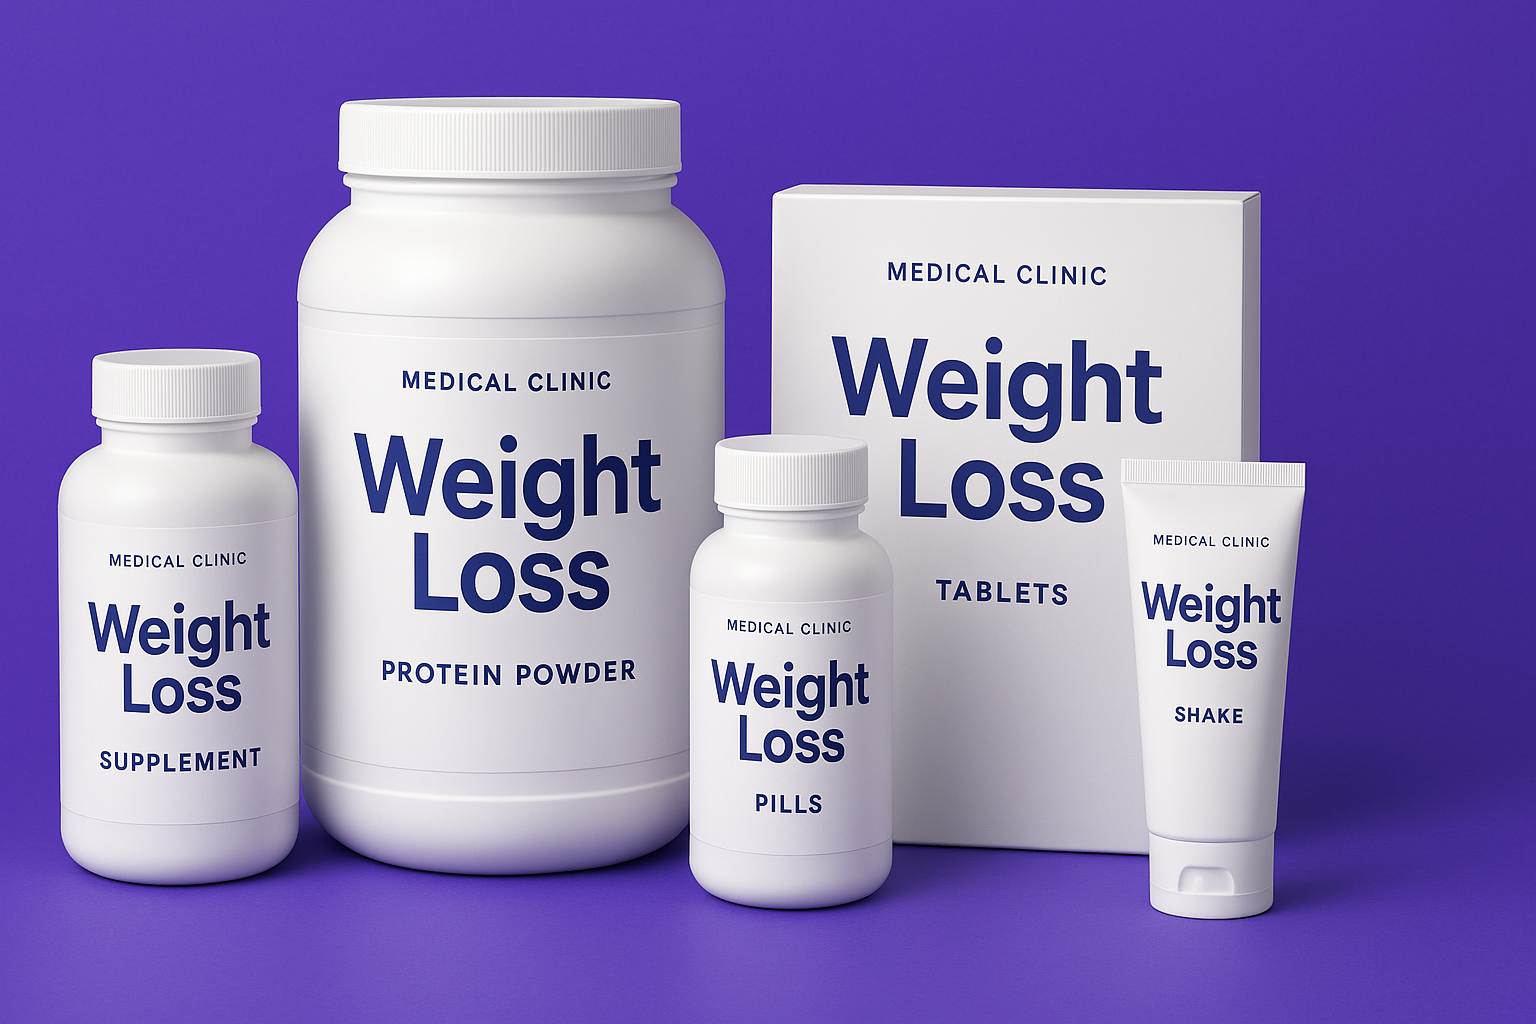 MEDICAL CLINIC
Weight
Loss
SUPPLEMENT
MEDICAL CLINIC
Weight
Loss
PROTEIN POWDER
MEDICAL CLINIC
Weight
Loss
PILLS
MEDICAL CLINIC
Weight
Loss
TABLETS
MEDICAL CLINIC
Weight
Loss
SHAKE